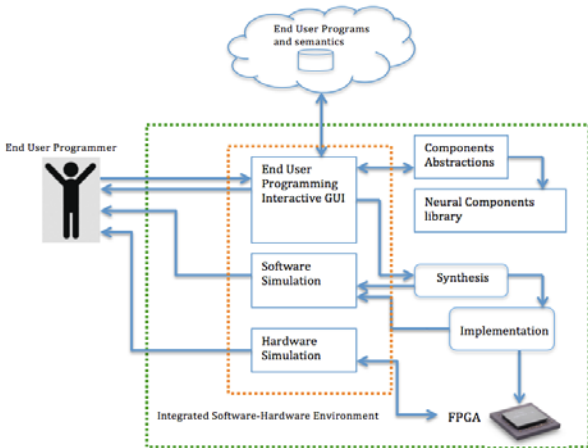 End User Programs
and semantics
End User Programmer
End User
Programming
Interactive GUI
Components
Abstractions
Neural Components
library
Software
Simulation
Synthesis
Implementation
Hardware
Simulation
Integrated Software-Hardware Environment
FPGA